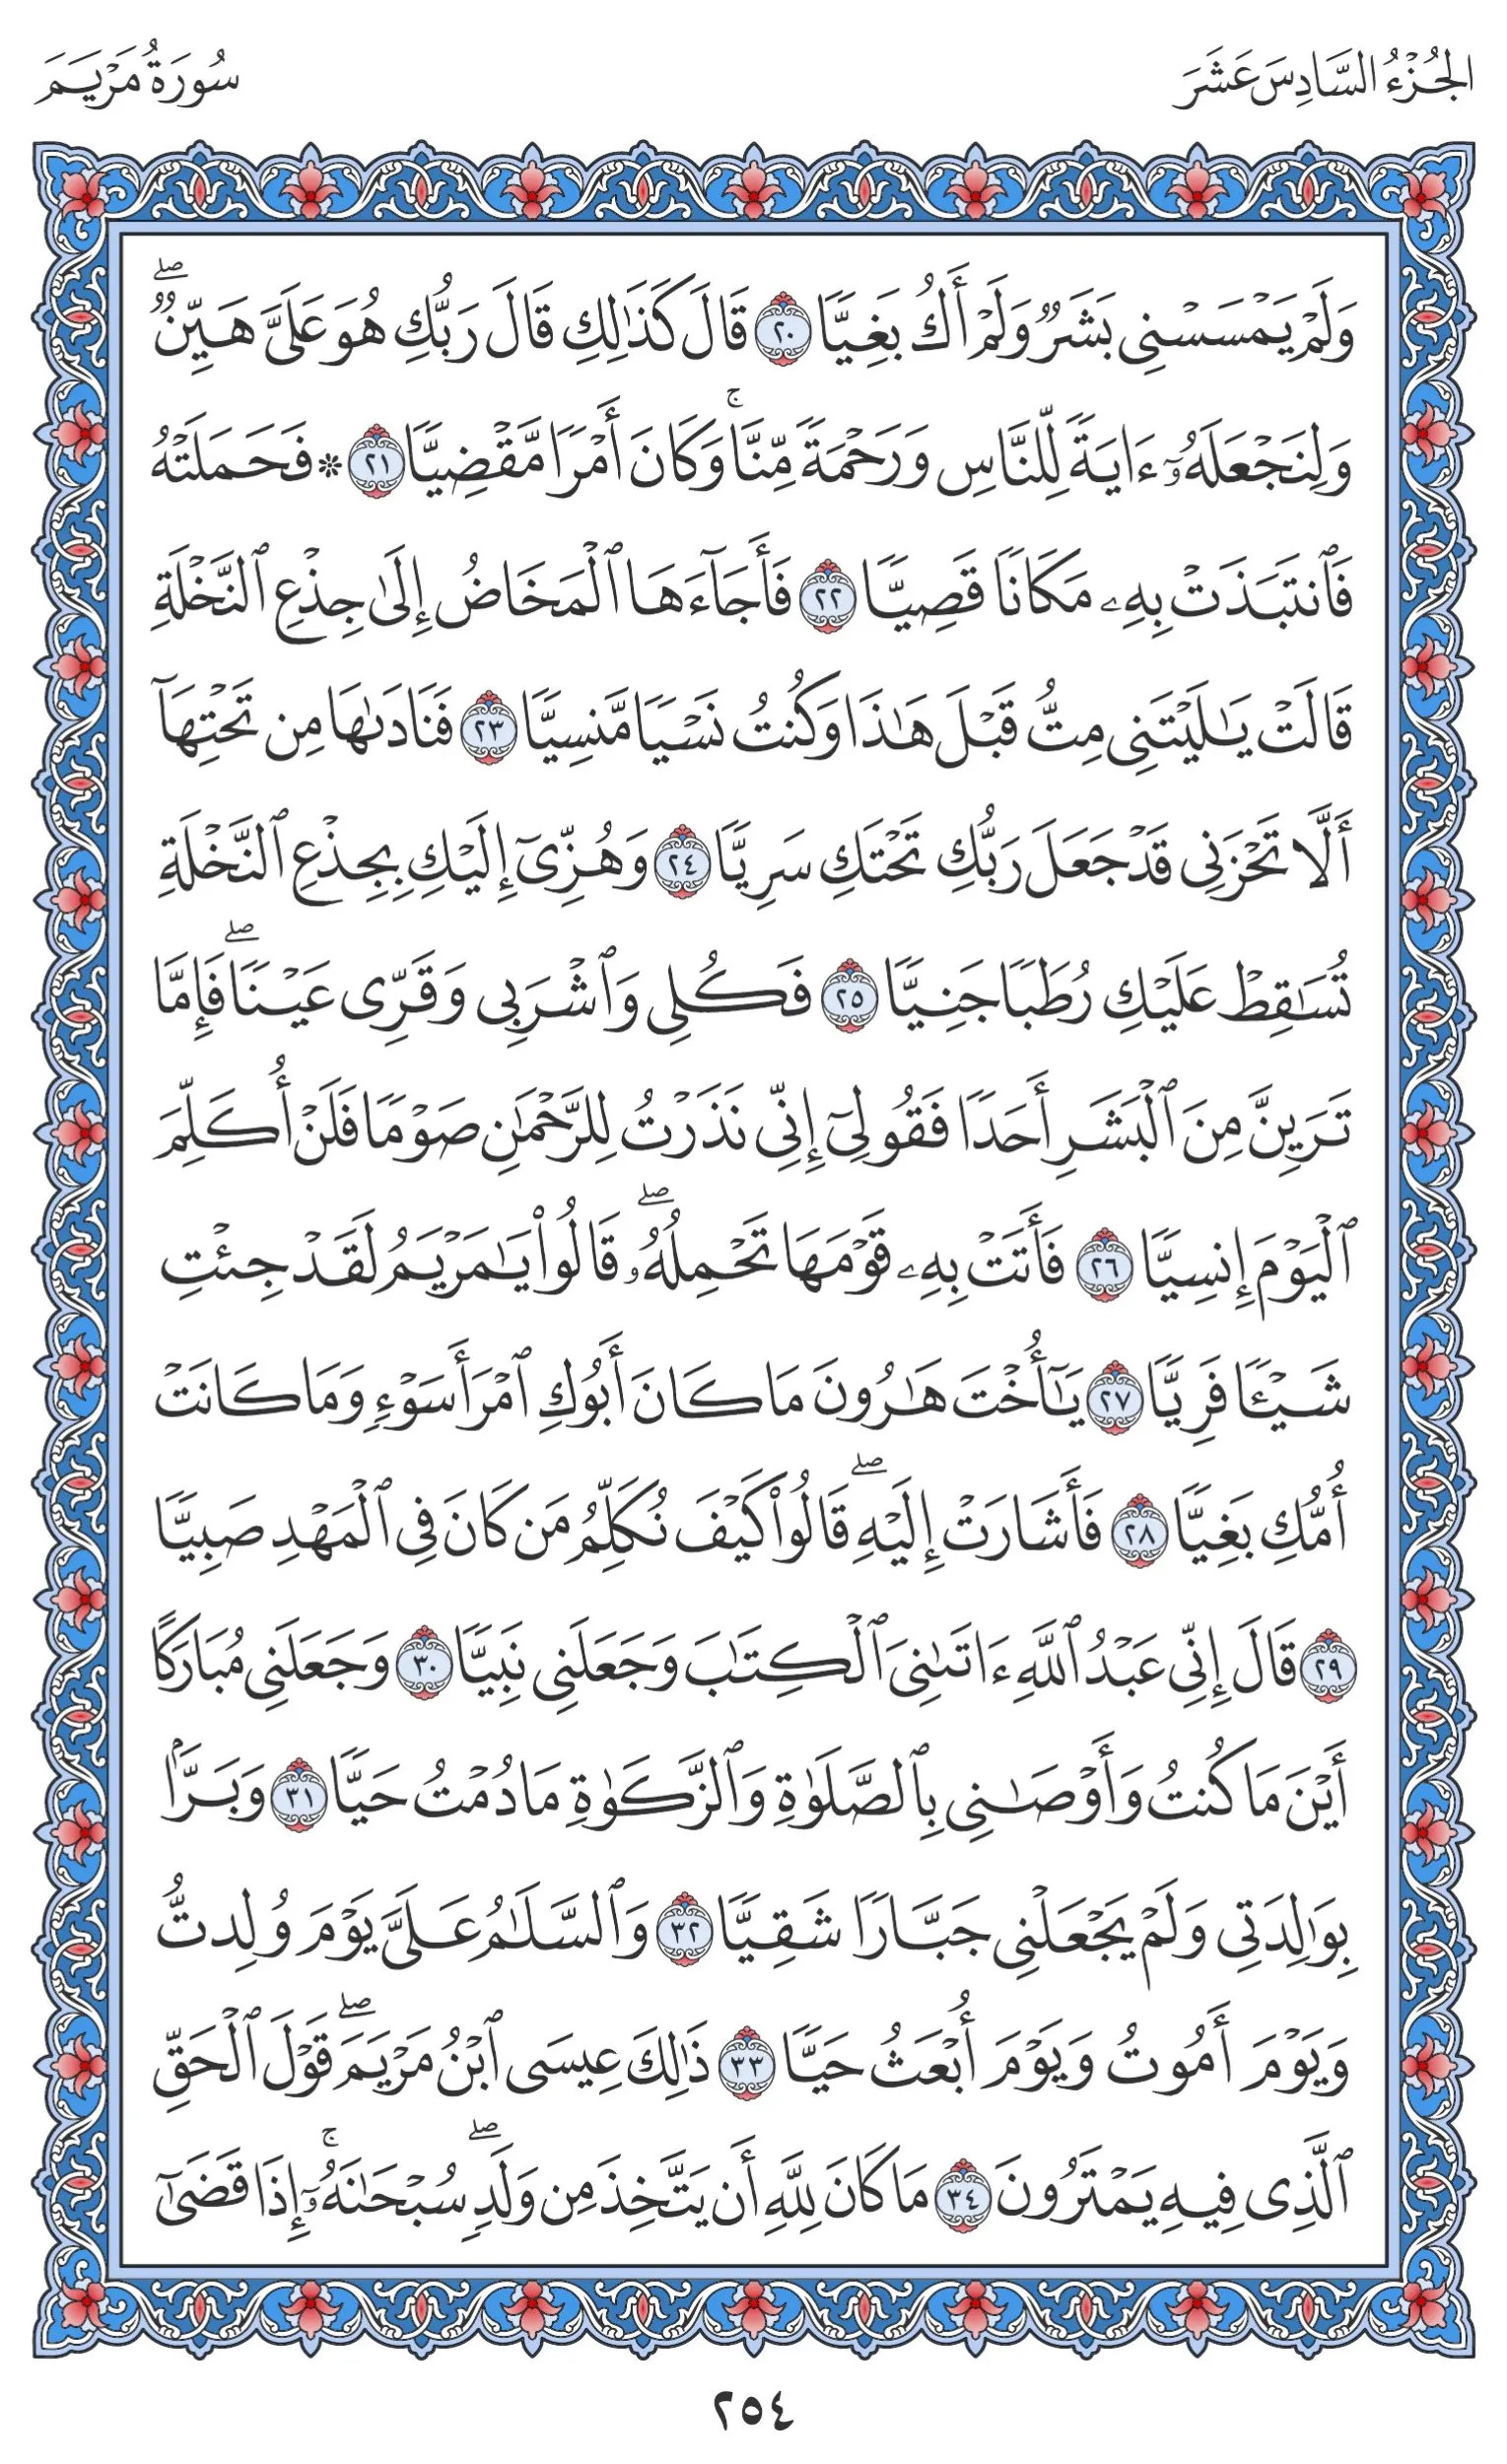 الجُزْءُ السَّادِسَ عَشَرَ
سُورَةُ مَرْيَمَ
وَلَمْ يَمْسَسْنِى بَشَرٌ وَلَمْ أَكُ بَغِيًّا ٢٠ قَالَ كَذَٰلِكِ قَالَ رَبُّكِ هُوَ عَلَىَّ هَيِّنٌ ۖ
وَلِنَجْعَلَهُۥٓ ءَايَةً لِّلنَّاسِ وَرَحْمَةً مِّنَّا ۚ وَكَانَ أَمْرًا مَّقْضِيًّا ٢١ * فَحَمَلَتْهُ
فَٱنتَبَذَتْ بِهِۦ مَكَانًا قَصِيًّا ٢٢ فَأَجَآءَهَا ٱلْمَخَاضُ إِلَىٰ جِذْعِ ٱلنَّخْلَةِ
قَالَتْ يَـٰلَيْتَنِى مِتُّ قَبْلَ هَـٰذَا وَكُنتُ نَسْيًا مَّنسِيًّا ٢٣ فَنَادَىٰهَا مِن تَحْتِهَآ
أَلَّا تَحْزَنِى قَدْ جَعَلَ رَبُّكِ تَحْتَكِ سَرِيًّا ٢٤ وَهُزِّىٓ إِلَيْكِ بِجِذْعِ ٱلنَّخْلَةِ
تُسَـٰقِطْ عَلَيْكِ رُطَبًا جَنِيًّا ٢٥ فَكُلِى وَٱشْرَبِى وَقَرِّى عَيْنًا ۖ فَإِمَّا
تَرَيِنَّ مِنَ ٱلْبَشَرِ أَحَدًا فَقُولِىٓ إِنِّى نَذَرْتُ لِلرَّحْمَـٰنِ صَوْمًا فَلَنْ أُكَلِّمَ
ٱلْيَوْمَ إِنسِيًّا ٢٦ فَأَتَتْ بِهِۦ قَوْمَهَا تَحْمِلُهُۥ ۖ قَالُوا۟ يَـٰمَرْيَمُ لَقَدْ جِئْتِ
شَيْـًٔا فَرِيًّا ٢٧ يَـٰٓأُخْتَ هَـٰرُونَ مَا كَانَ أَبُوكِ ٱمْرَأَ سَوْءٍ وَمَا كَانَتْ
أُمُّكِ بَغِيًّا ٢٨ فَأَشَارَتْ إِلَيْهِ ۖ قَالُوا۟ كَيْفَ نُكَلِّمُ مَن كَانَ فِى ٱلْمَهْدِ صَبِيًّا
٢٩ قَالَ إِنِّى عَبْدُ ٱللَّهِ ءَاتَىٰنِىَ ٱلْكِتَـٰبَ وَجَعَلَنِى نَبِيًّا ٣٠ وَجَعَلَنِى مُبَارَكًا
أَيْنَ مَا كُنتُ وَأَوْصَـٰنِى بِٱلصَّلَوٰةِ وَٱلزَّكَوٰةِ مَا دُمْتُ حَيًّا ٣١ وَبَرًّۢا
بِوَٰلِدَتِى وَلَمْ يَجْعَلْنِى جَبَّارًا شَقِيًّا ٣٢ وَٱلسَّلَـٰمُ عَلَىَّ يَوْمَ وُلِدتُّ
وَيَوْمَ أَمُوتُ وَيَوْمَ أُبْعَثُ حَيًّا ٣٣ ذَٰلِكَ عِيسَى ٱبْنُ مَرْيَمَ ۖ قَوْلَ ٱلْحَقِّ
ٱلَّذِى فِيهِ يَمْتَرُونَ ٣٤ مَا كَانَ لِلَّهِ أَن يَتَّخِذَ مِن وَلَدٍ ۖ سُبْحَـٰنَهُۥٓ ۚ إِذَا قَضَىٰٓ
٢٥٤